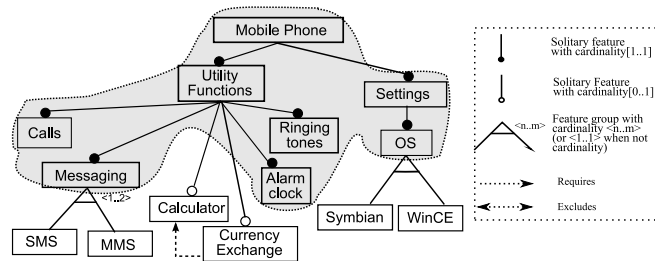 Mobile Phone
Utility
Functions
Settings
Calls
Ringing
tones
OS
Messaging
Alarm
clock
<1..2>
Calculator
Symbian
WinCE
SMS
MMS
Currency
Exchange
Solitary feature
with cardinality[1..1]
Solitary Feature
with cardinality[0..1]
<n..m>
Feature group with
cardinality <n..m>
(or <1..1> when not
cardinality)
Requires
Excludes